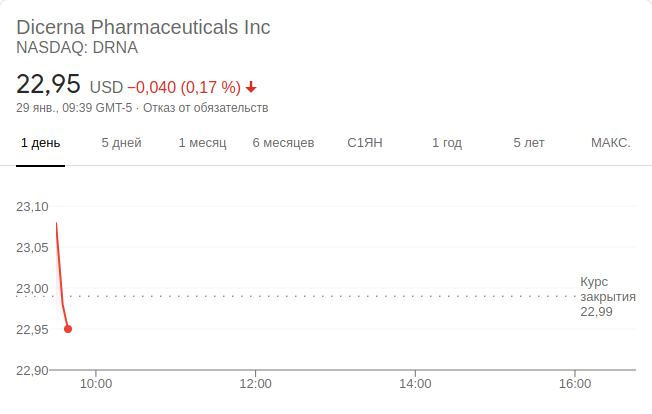 Dicerna Pharmaceuticals Inc
NASDAQ: DRNA
22,95 USD −0,040 (0,17 %)
29 янв., 09:39 GMT-5 · Отказ от обязательств
1 день 5 дней 1 месяц 6 месяцев С1ЯН 1 год 5 лет МАКС.
23,10
23,05
23,00
22,95
22,90
Курс
закрытия
22,99
10:00 12:00 14:00 16:00